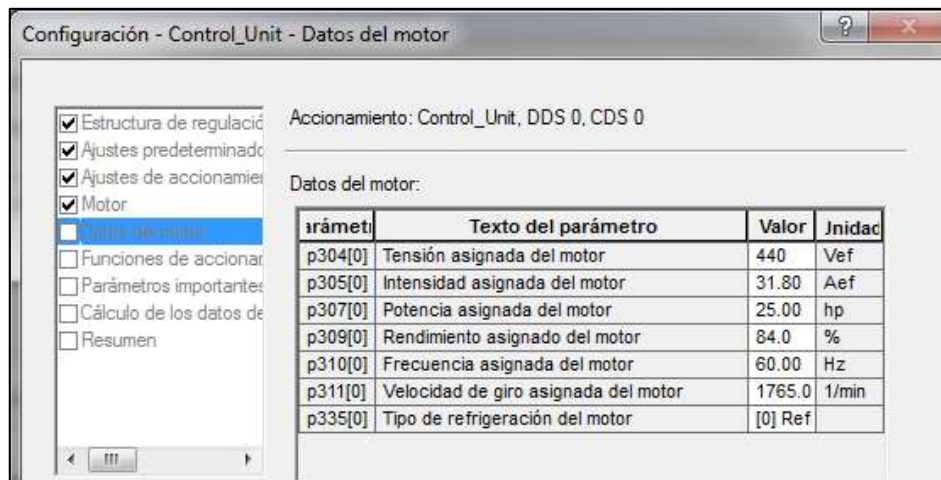 Configuración - Control_Unit - Datos del motor
?
Estructura de regulació
Ajustes predeterminado
Ajustes de accionamier
Motor
Datos del motor
Funciones de accionar
Parámetros importantes
Cálculo de los datos de
Resumen
Accionamiento: Control_Unit, DDS 0, CDS 0
Datos del motor:
arámet Texto del parámetro Valor Jnidad
p304[0] Tensión asignada del motor 440 Vef
p305[0] Intensidad asignada del motor 31.80 Aef
p307[0] Potencia asignada del motor 25.00 hp
p309[0] Rendimiento asignado del motor 84.0 %
p310[0] Frecuencia asignada del motor 60.00 Hz
p311[0] Velocidad de giro asignada del motor 1765.0 1/min
p335[0] Tipo de refrigeración del motor [0] Ref